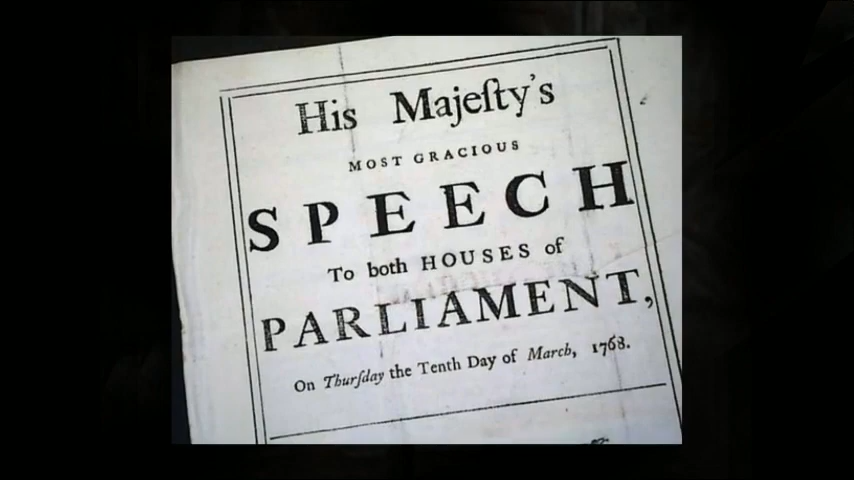 His Majeſty's
MOST GRACIOUS
SPEECH
To both HOUSES of
PARLIAMENT,
On Thurſday the Tenth Day of March, 1768.